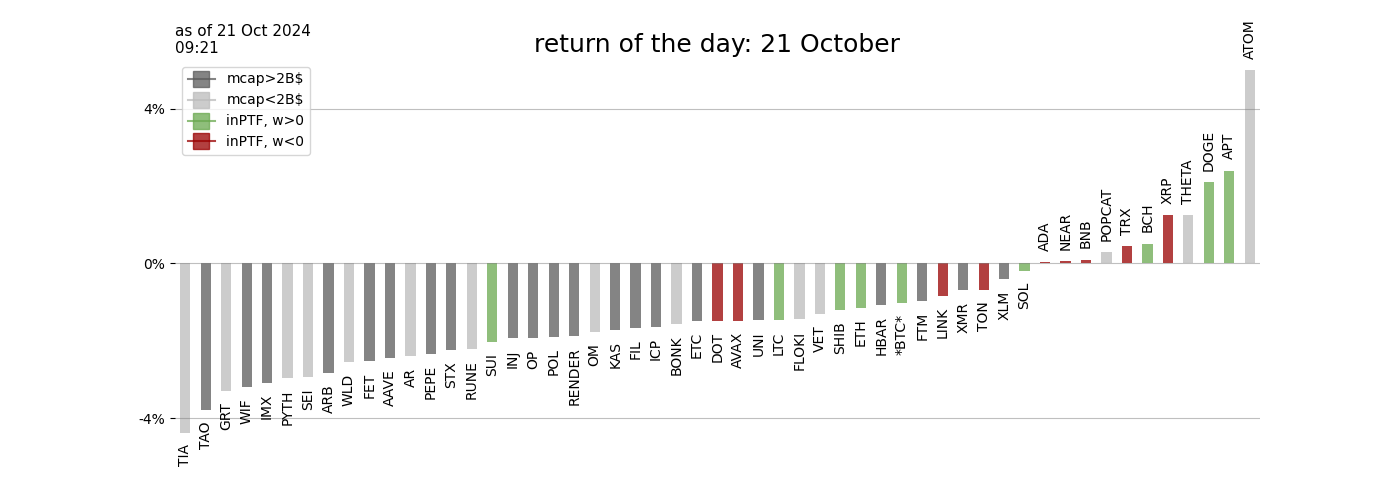 as of 21 Oct 2024
09:21
return of the day: 21 October
mcap>2B$
mcap<2B$
inPTF, w>0
inPTF, w<0
4%
0%
-4%
TIA
TAO
GRT
WIF
IMX
PYTH
SEI
ARB
WLD
FET
AAVE
AR
PEPE
STX
RUNE
SUI
INJ
OP
POL
RENDER
OM
KAS
FIL
ICP
BONK
ETC
DOT
AVAX
UNI
LTC
FLOKI
VET
SHIB
ETH
HBAR
*BTC*
FTM
LINK
XMR
TON
XLM
SOL
ADA
NEAR
BNB
POPCAT
TRX
BCH
XRP
THETA
DOGE
APT
ATOM